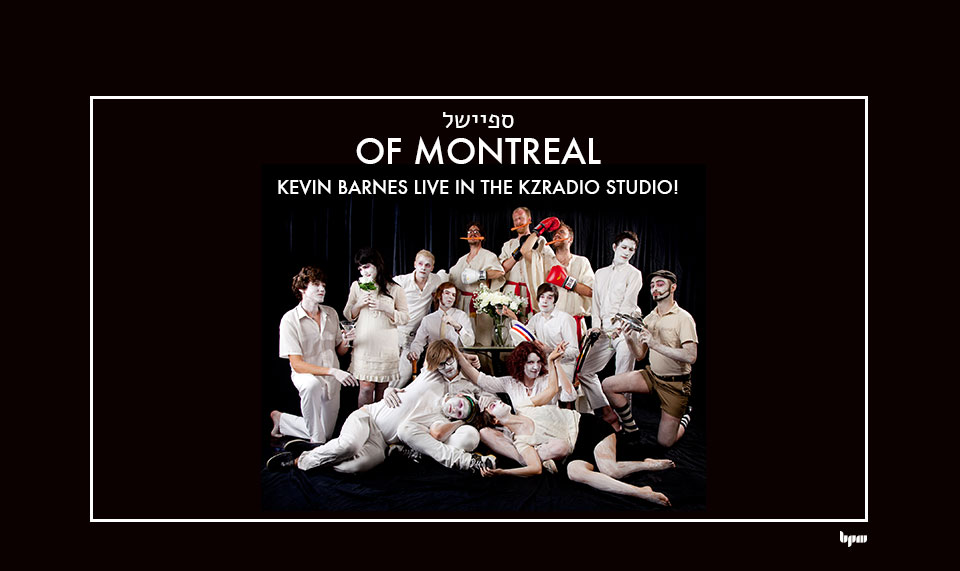 ספיישל
OF MONTREAL
KEVIN BARNES LIVE IN THE KZRADIO STUDIO!
bpm